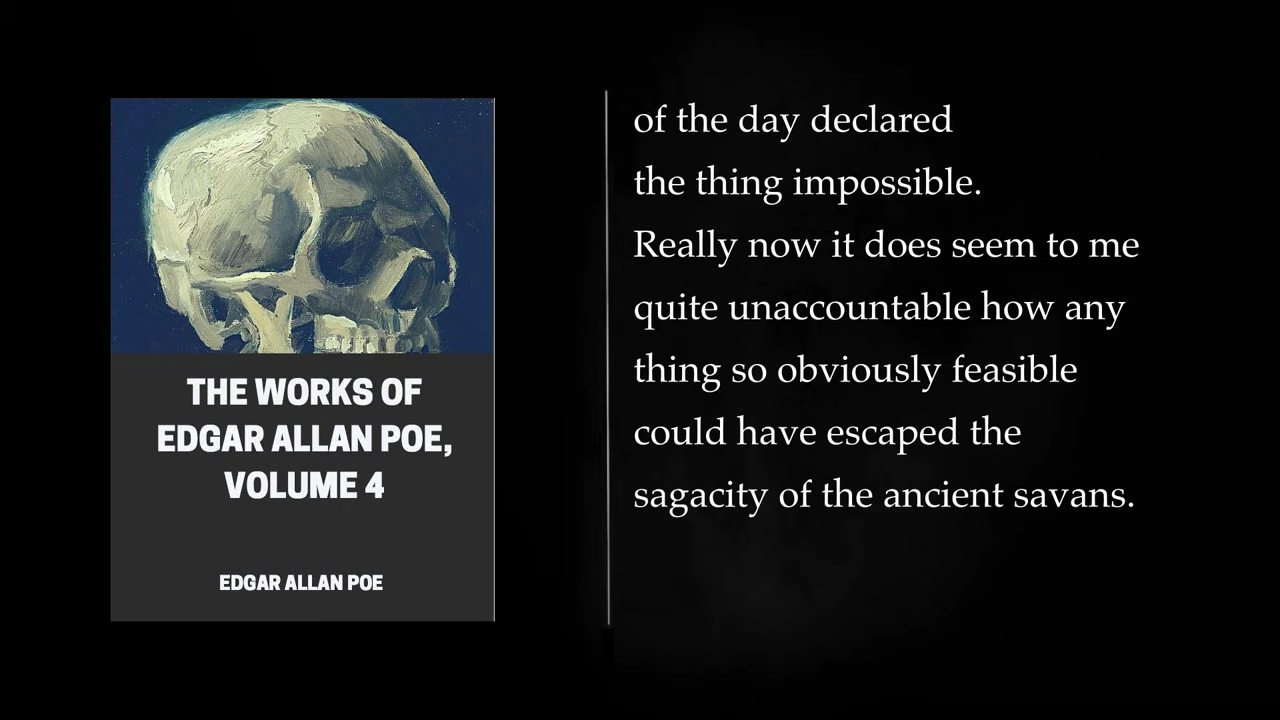 THE WORKS OF
EDGAR ALLAN POE,
VOLUME 4
EDGAR ALLAN POE
of the day declared
the thing impossible.
Really now it does seem to me
quite unaccountable how any
thing so obviously feasible
could have escaped the
sagacity of the ancient savans.